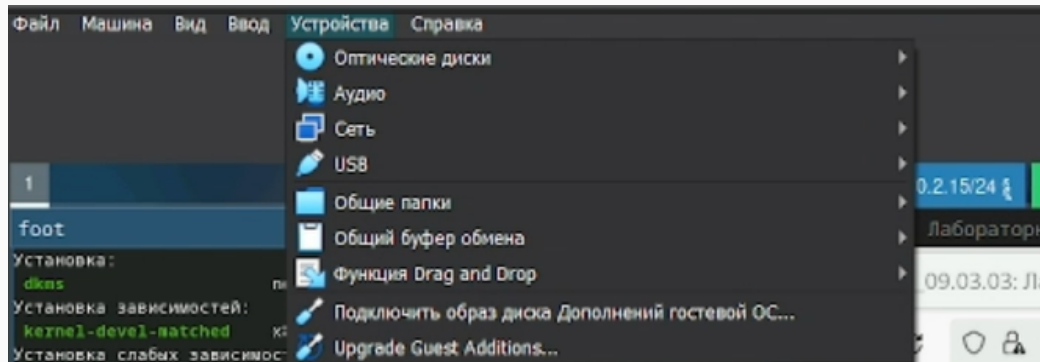 Файл Машина Вид Ввод Устройства Справка
Оптические диски
Аудио
Сеть
USB
Общие папки
Общий буфер обмена
Функция Drag and Drop
Подключить образ диска Дополнений гостевой ОС...
Upgrade Guest Additions...
1
foot
Установка:
dkms
Установка зависимостей:
kernel-devel-matched
Установка слабых зависимос
0.2.15/24
Лаборатор
09.03.03: Л